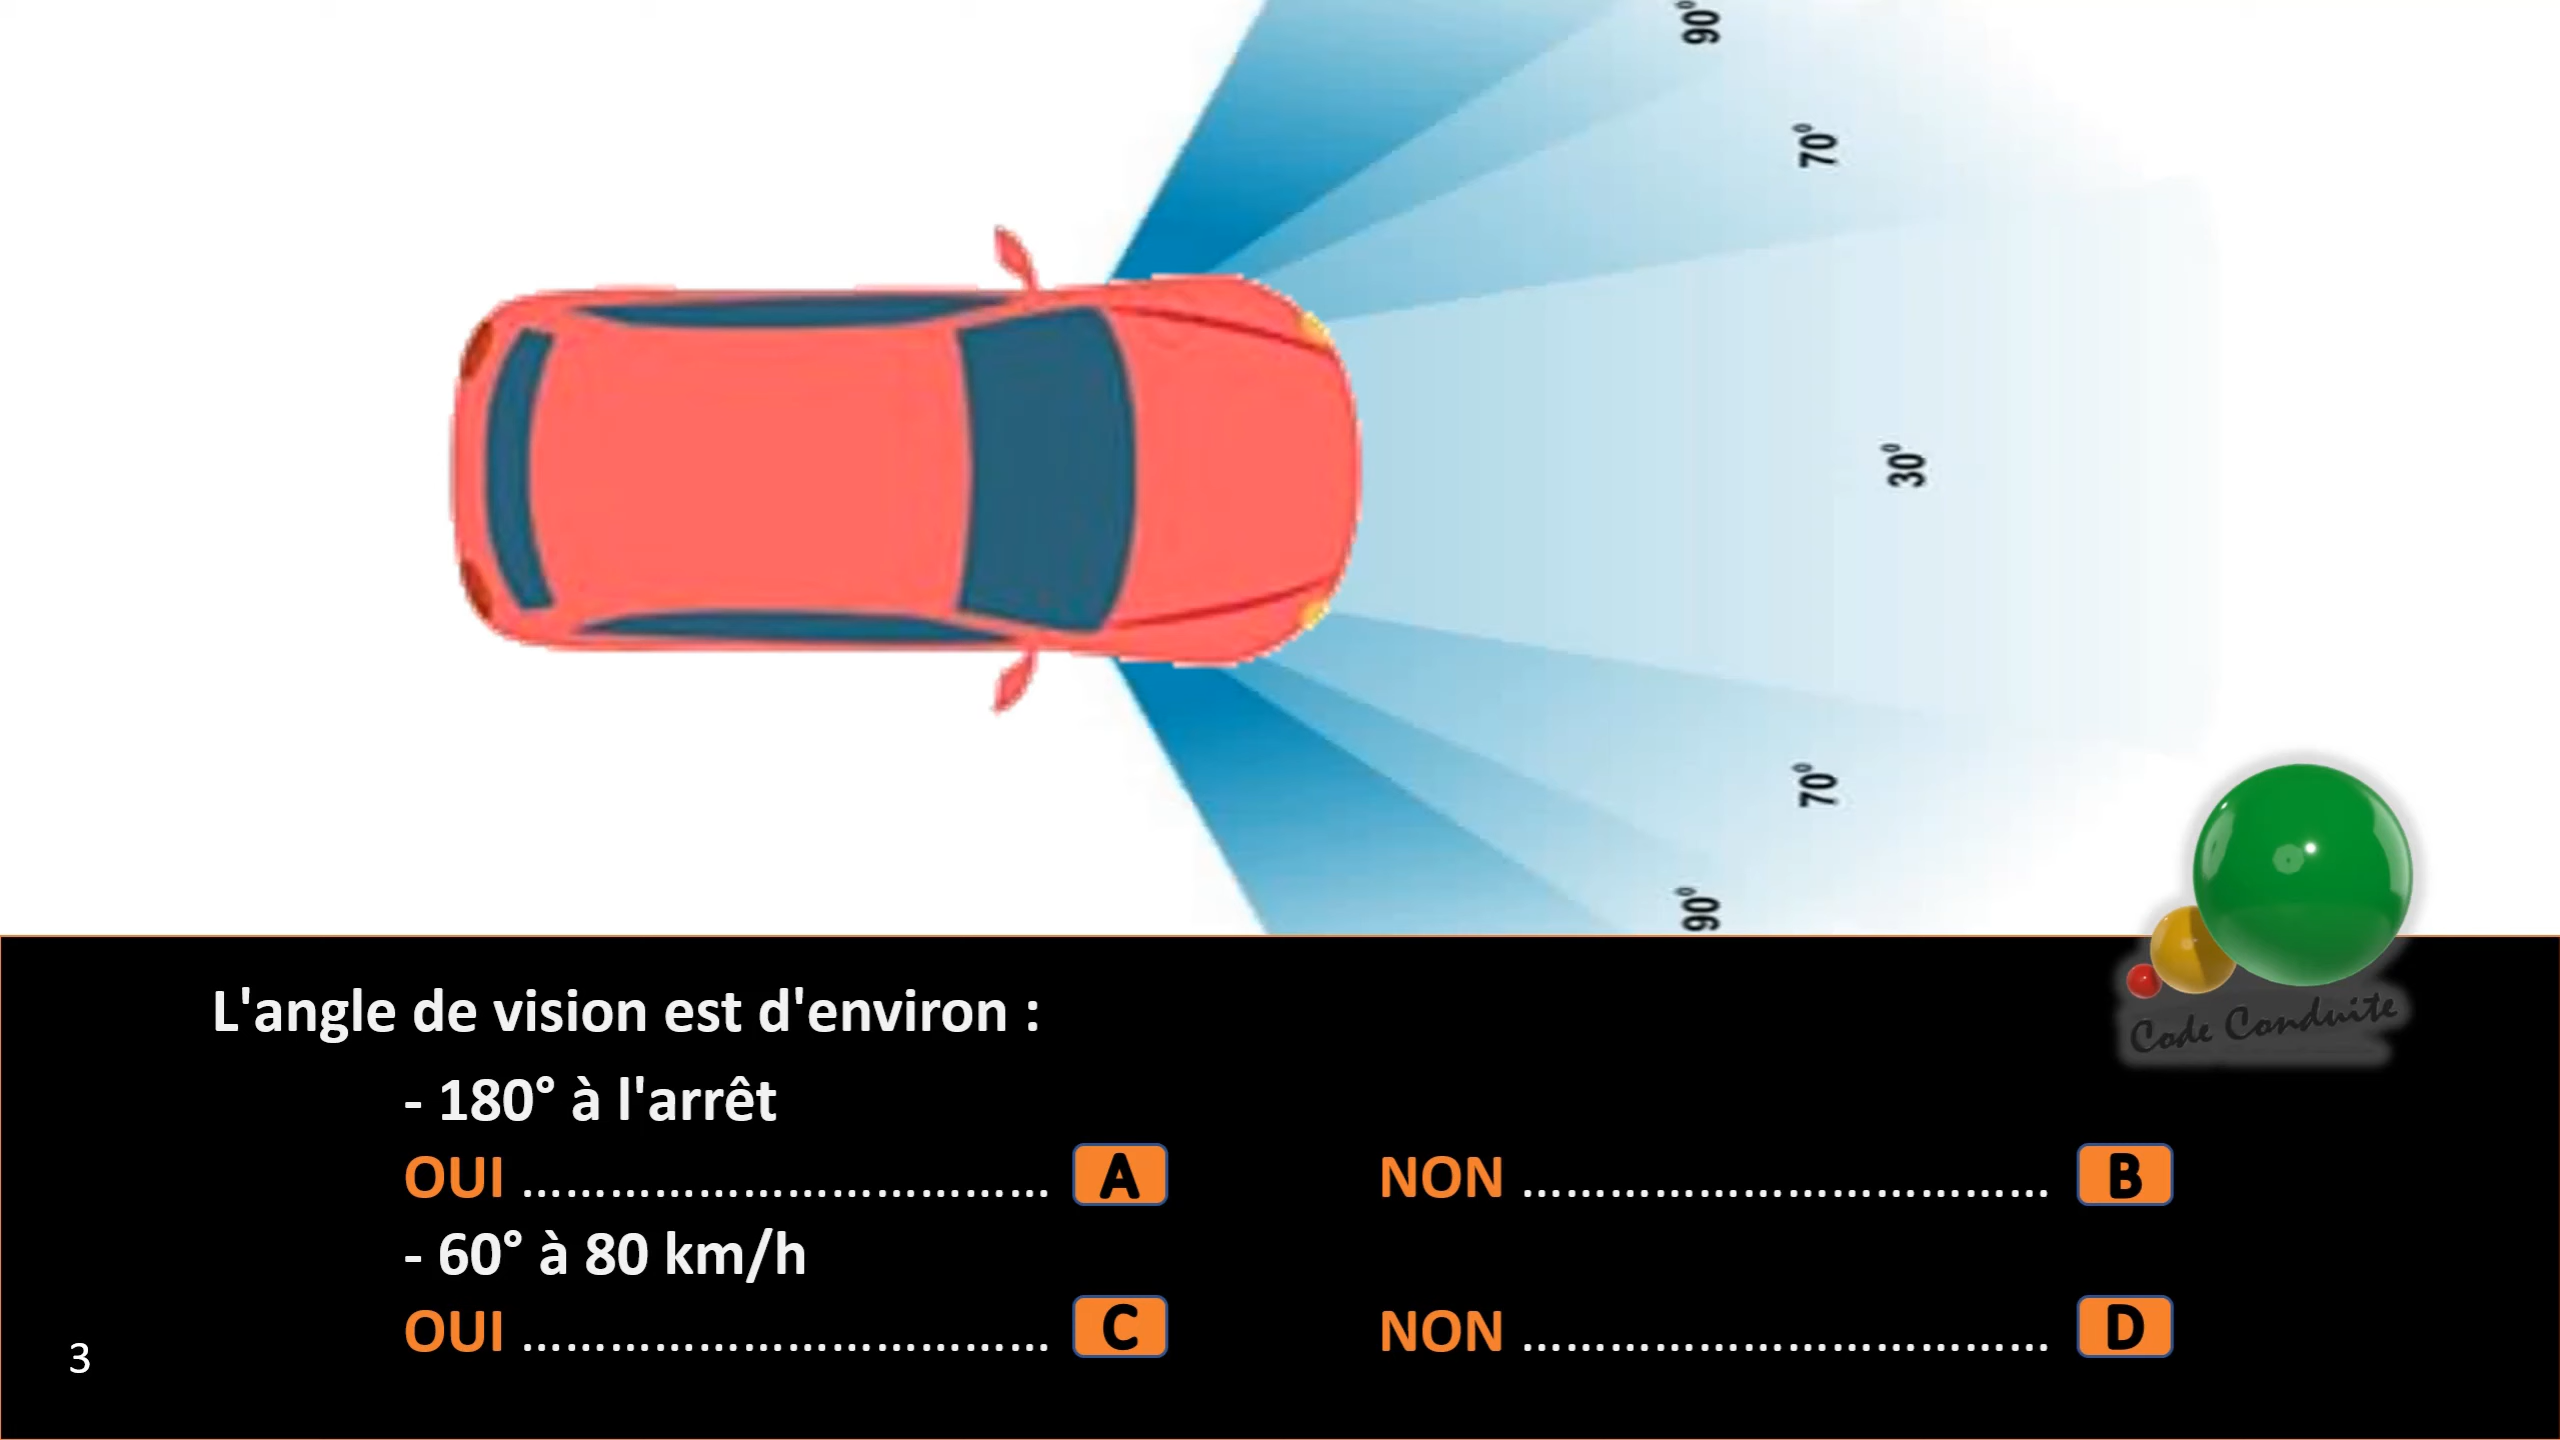 90°
70°
30°
70°
90°
Code Conduite
L'angle de vision est d'environ :
- 180° à l'arrêt
OUI ........................................ A NON ........................................ B
- 60° à 80 km/h
OUI ........................................ C NON ........................................ D
3